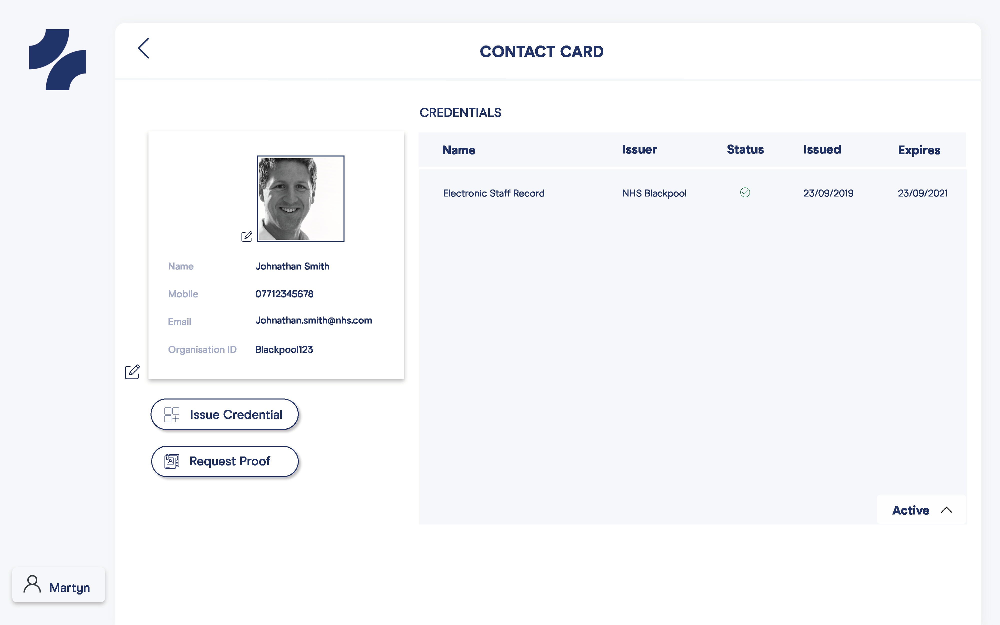 CONTACT CARD
CREDENTIALS
Name Issuer Status Issued Expires
Electronic Staff Record NHS Blackpool 23/09/2019 23/09/2021
Name Johnathan Smith
Mobile 07712345678
Email Johnathan.smith@nhs.com
Organisation ID Blackpool123
Issue Credential
Request Proof
Active
Martyn